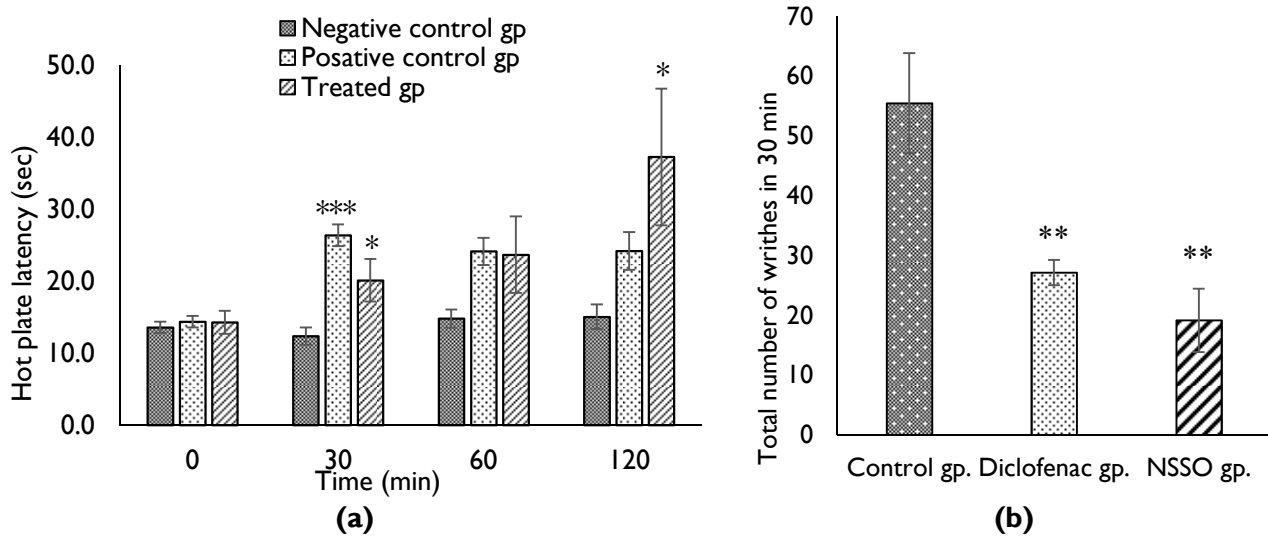 Negative control gp
Posative control gp
Treated gp
Hot plate latency (sec)
50.0
40.0
30.0
20.0
10.0
0.0
***
*
*
0 30 60 120
Time (min)
(a)
Total number of writhes in 30 min
70
60
50
40
30
20
10
0
**
**
Control gp. Diclofenac gp. NSSO gp.
(b)